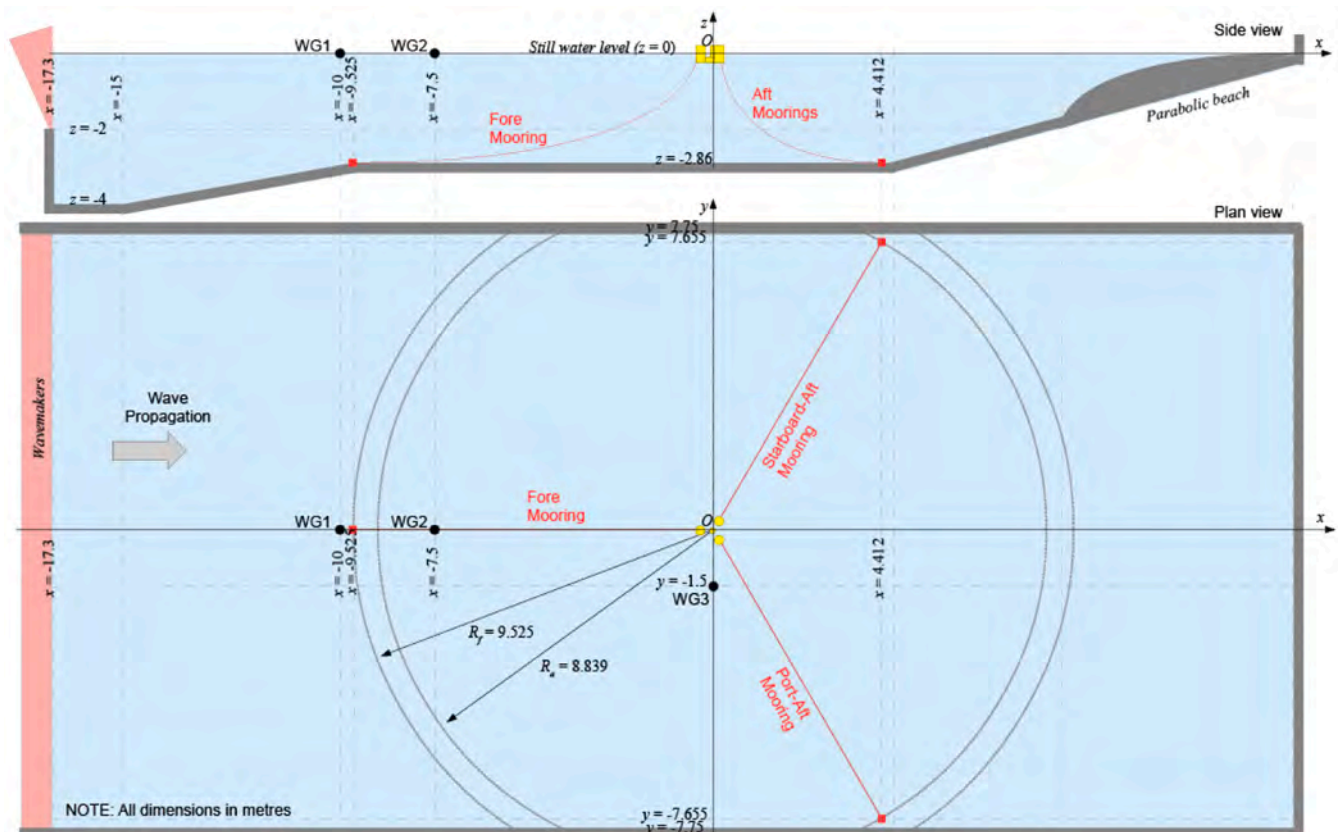 z
Side view
WG1
WG2
Still water level (z = 0)
O
x
x = -17.3
x = -15
x = -10
x = -9.525
x = -7.5
x = 4.412
Fore
Mooring
Aft
Moorings
Parabolic beach
z = -2
z = -2.86
z = -4
y
Plan view
y = 7.75
y = 7.655
Wavemakers
Wave
Propagation
Starboard-Aft
Mooring
Fore
Mooring
WG1
WG2
O
x
x = -17.3
x = -10
x = -9.525
x = -7.5
x = 4.412
y = -1.5
WG3
R_f = 9.525
R_a = 8.839
Port-Aft
Mooring
NOTE: All dimensions in metres
y = -7.655
y = -7.75